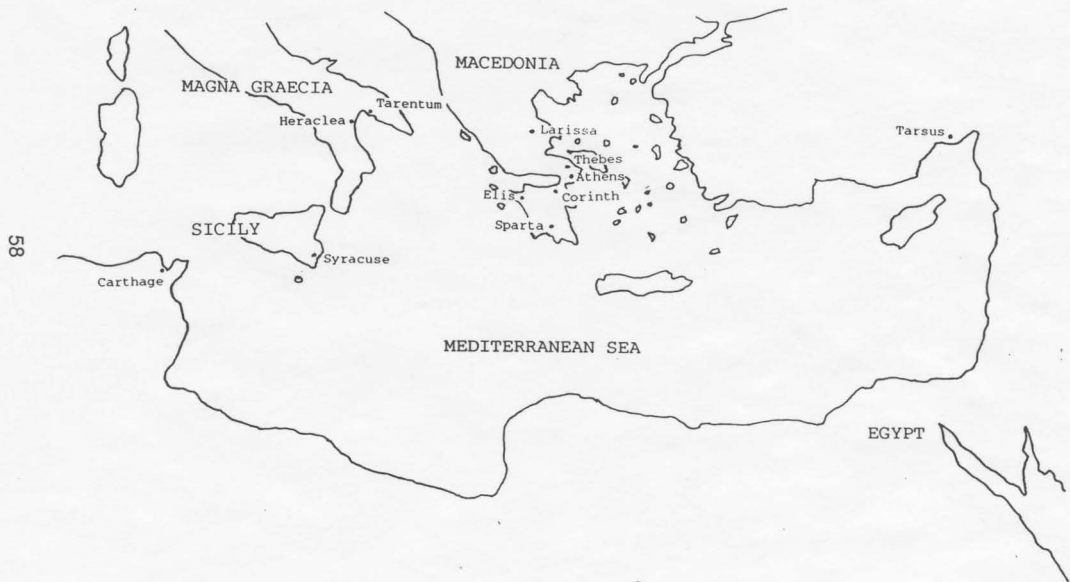 MACEDONIA
MAGNA GRAECIA
Tarentum
Heraclea
Larissa
Tarsus
Thebes
Athens
Elis
Corinth
SICILY
Sparta
58
Syracuse
Carthage
MEDITERRANEAN SEA
EGYPT